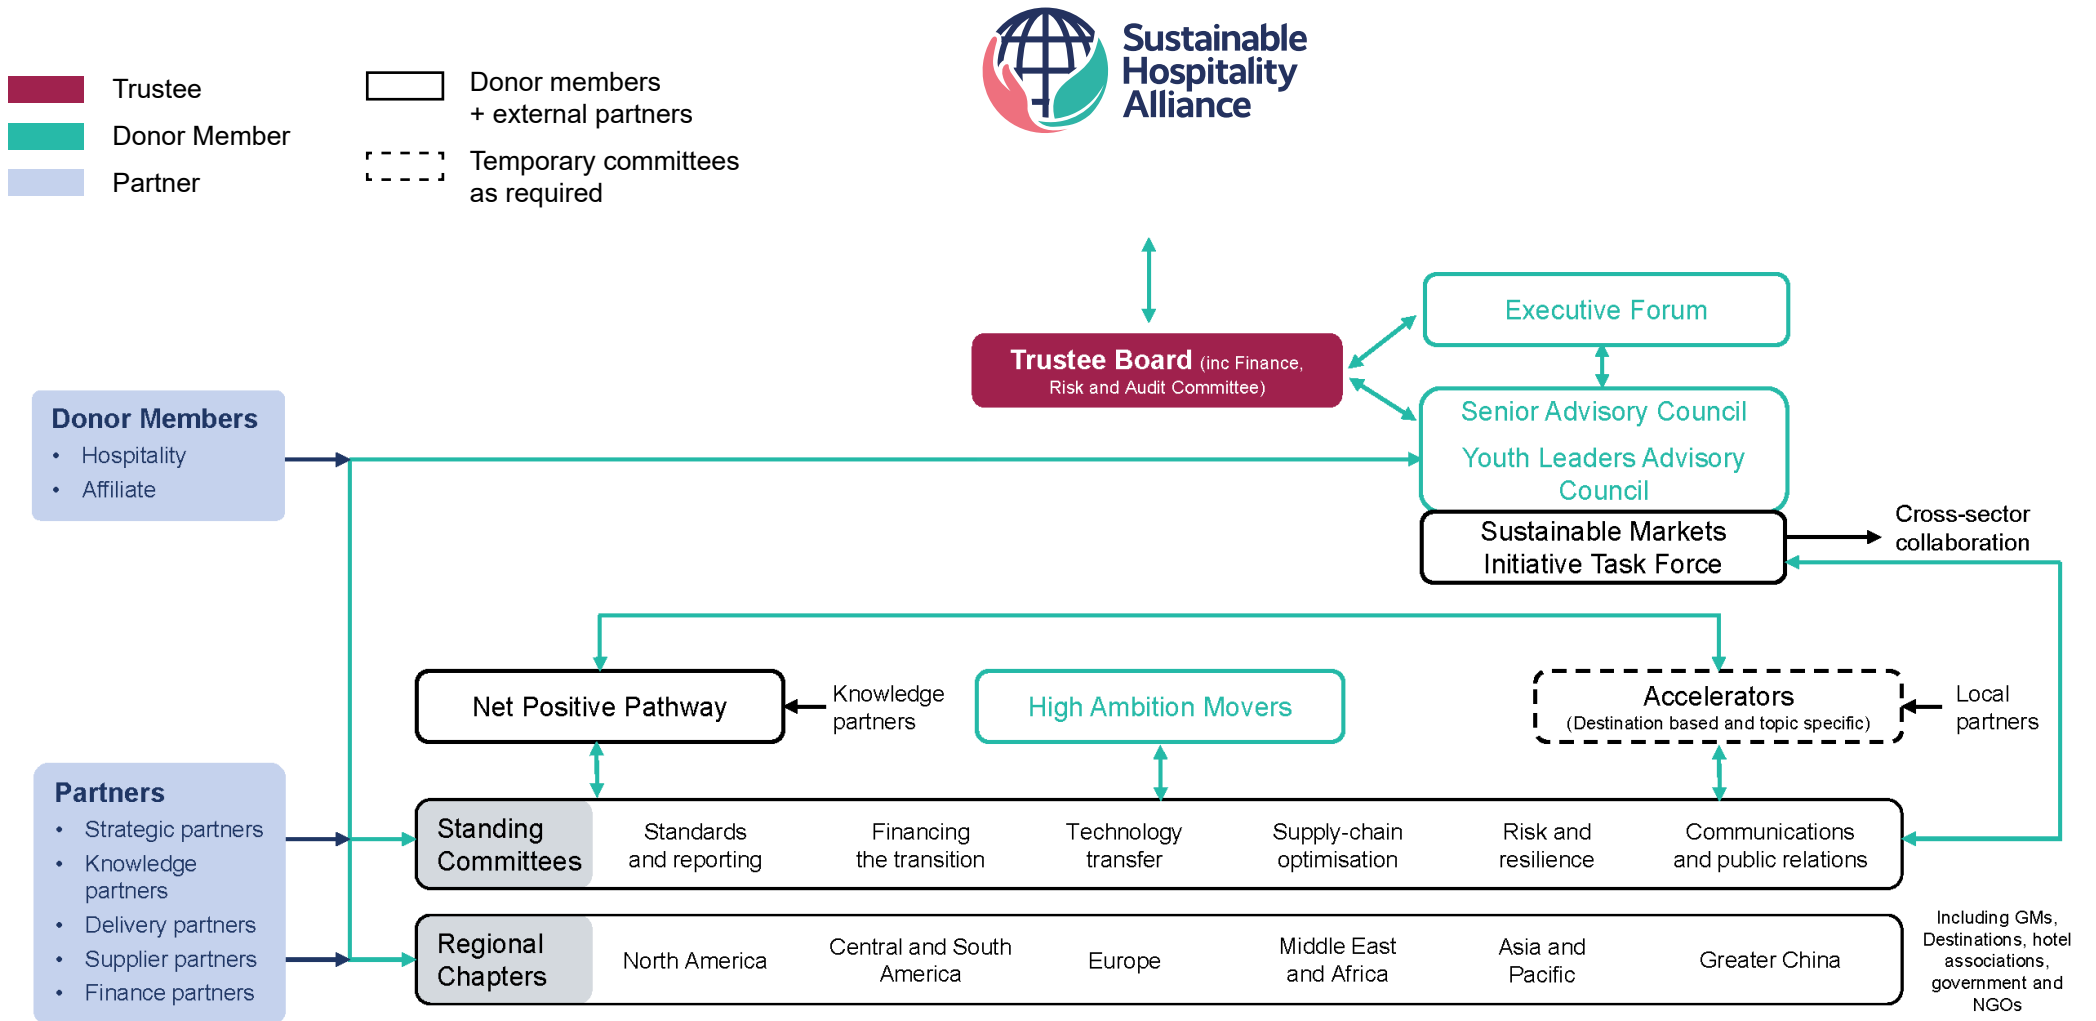 Sustainable
Hospitality
Alliance
Trustee
Donor Member
Partner
Donor members
+ external partners
Temporary committees
as required
Executive Forum
Trustee Board (inc Finance,
Risk and Audit Committee)
Senior Advisory Council
Youth Leaders Advisory
Council
Donor Members
• Hospitality
• Affiliate
Sustainable Markets
Initiative Task Force
Cross-sector
collaboration
Net Positive Pathway
Knowledge
partners
High Ambition Movers
Accelerators
(Destination based and topic specific)
Local
partners
Partners
• Strategic partners
• Knowledge
partners
• Delivery partners
• Supplier partners
• Finance partners
Standing
Committees
Standards
and reporting
Financing
the transition
Technology
transfer
Supply-chain
optimisation
Risk and
resilience
Communications
and public relations
Regional
Chapters
North America
Central and South
America
Europe
Middle East
and Africa
Asia and
Pacific
Greater China
Including GMs,
Destinations, hotel
associations,
government and
NGOs